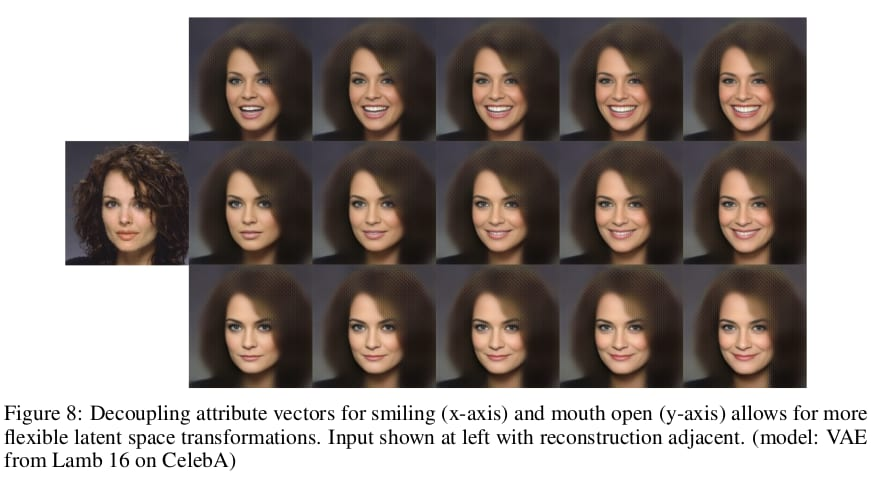 Figure 8: Decoupling attribute vectors for smiling (x-axis) and mouth open (y-axis) allows for more
flexible latent space transformations. Input shown at left with reconstruction adjacent. (model: VAE
from Lamb 16 on CelebA)